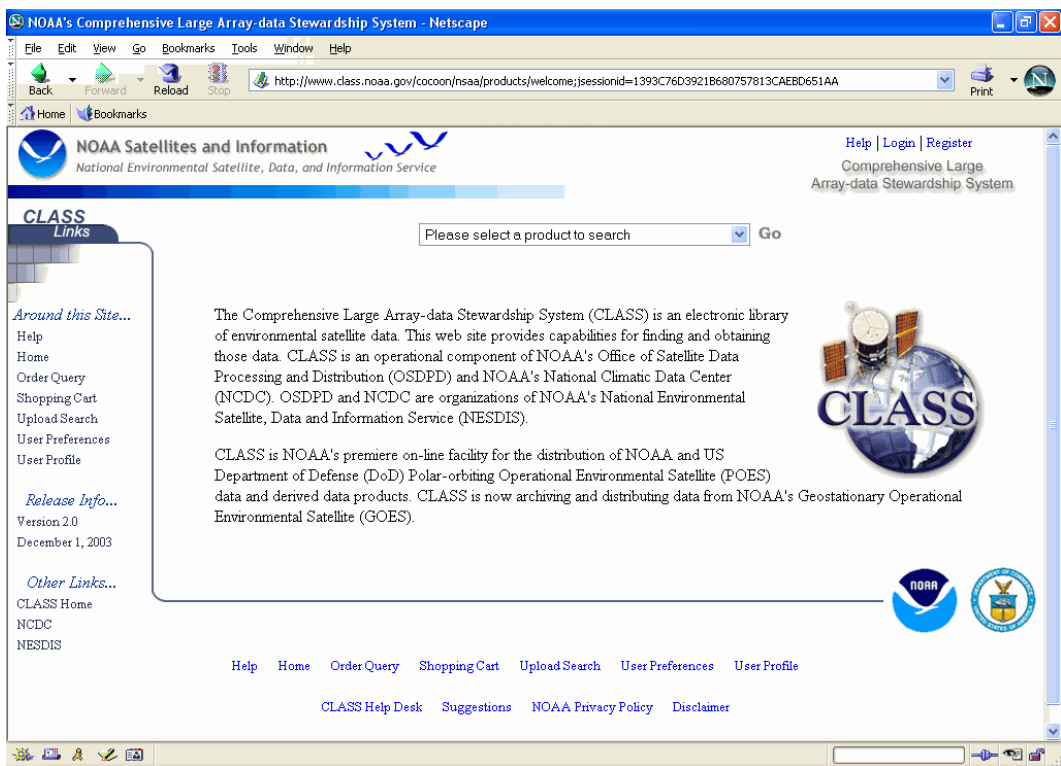 NOAA's Comprehensive Large Array-data Stewardship System - Netscape
File Edit View Go Bookmarks Tools Window Help
Back Forward Reload Stop http://www.class.noaa.gov/cocoon/nsaa/products/welcome;jsessionid=1393C76D3921B680757813CAEBD651AA Print N
Home Bookmarks
NOAA Satellites and Information
National Environmental Satellite, Data, and Information Service
Help | Login | Register
Comprehensive Large
Array-data Stewardship System
CLASS
Links
Please select a product to search Go
Around this Site...
Help
Home
Order Query
Shopping Cart
Upload Search
User Preferences
User Profile
Release Info...
Version 2.0
December 1, 2003
Other Links...
CLASS Home
NCDC
NESDIS
The Comprehensive Large Array-data Stewardship System (CLASS) is an electronic library
of environmental satellite data. This web site provides capabilities for finding and obtaining
those data. CLASS is an operational component of NOAA's Office of Satellite Data
Processing and Distribution (OSDPD) and NOAA's National Climatic Data Center
(NCDC). OSDPD and NCDC are organizations of NOAA's National Environmental
Satellite, Data and Information Service (NESDIS).
CLASS is NOAA's premiere on-line facility for the distribution of NOAA and US
Department of Defense (DoD) Polar-orbiting Operational Environmental Satellite (POES)
data and derived data products. CLASS is now archiving and distributing data from NOAA's Geostationary Operational
Environmental Satellite (GOES).
CLASS
NOAA
DEPARTMENT OF COMMERCE
UNITED STATES OF AMERICA
Help Home Order Query Shopping Cart Upload Search User Preferences User Profile
CLASS Help Desk Suggestions NOAA Privacy Policy Disclaimer